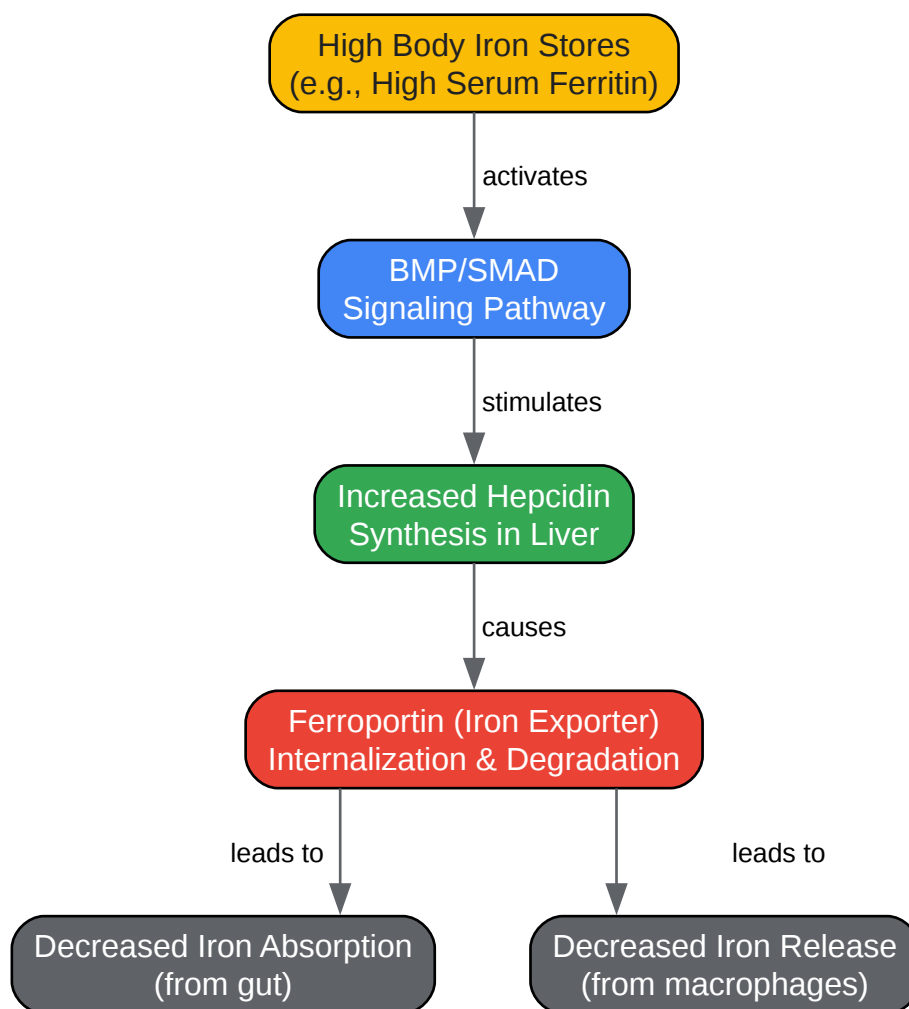 High Body Iron Stores
(e.g., High Serum Ferritin)
activates
BMP/SMAD
Signaling Pathway
stimulates
Increased Hepcidin
Synthesis in Liver
causes
Ferroportin (Iron Exporter)
Internalization & Degradation
leads to
leads to
Decreased Iron Absorption
(from gut)
Decreased Iron Release
(from macrophages)